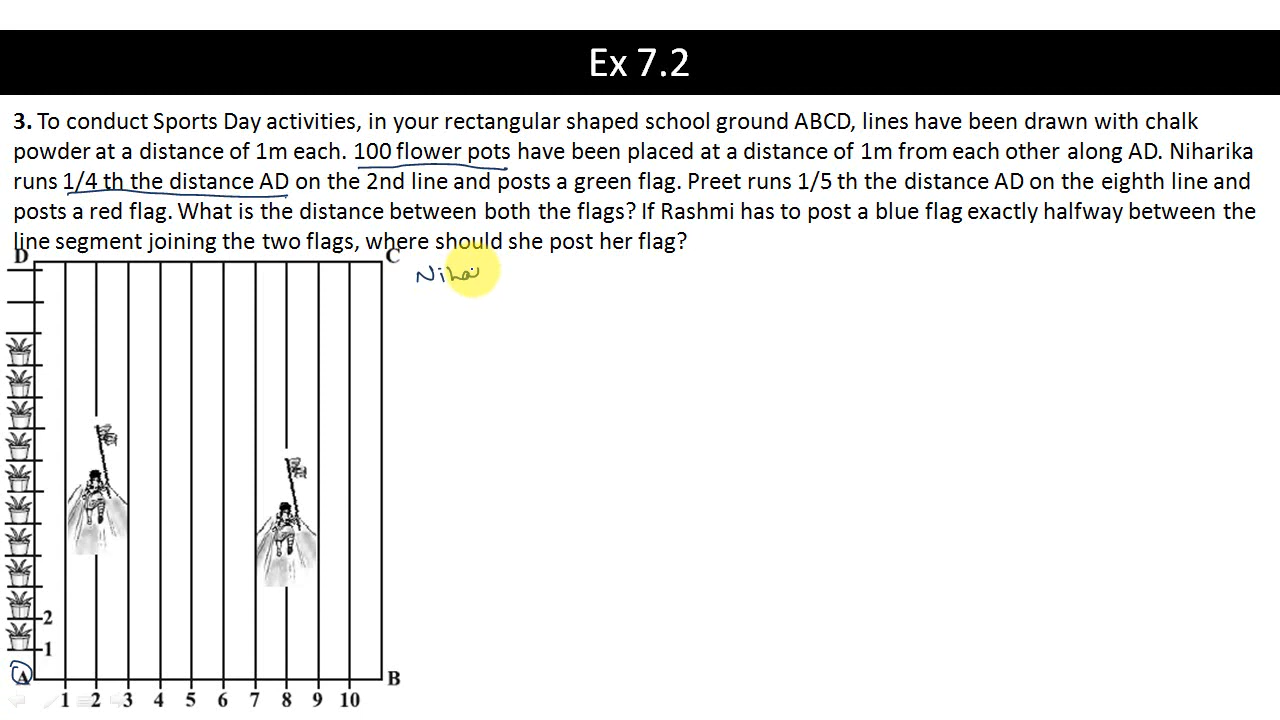 Ex 7.2
3. To conduct Sports Day activities, in your rectangular shaped school ground ABCD, lines have been drawn with chalk
powder at a distance of 1m each. 100 flower pots have been placed at a distance of 1m from each other along AD. Niharika
runs 1/4 th the distance AD on the 2nd line and posts a green flag. Preet runs 1/5 th the distance AD on the eighth line and
posts a red flag. What is the distance between both the flags? If Rashmi has to post a blue flag exactly halfway between the
line segment joining the two flags, where should she post her flag?
D C
Niha
2
1
A B
1 2 3 4 5 6 7 8 9 10